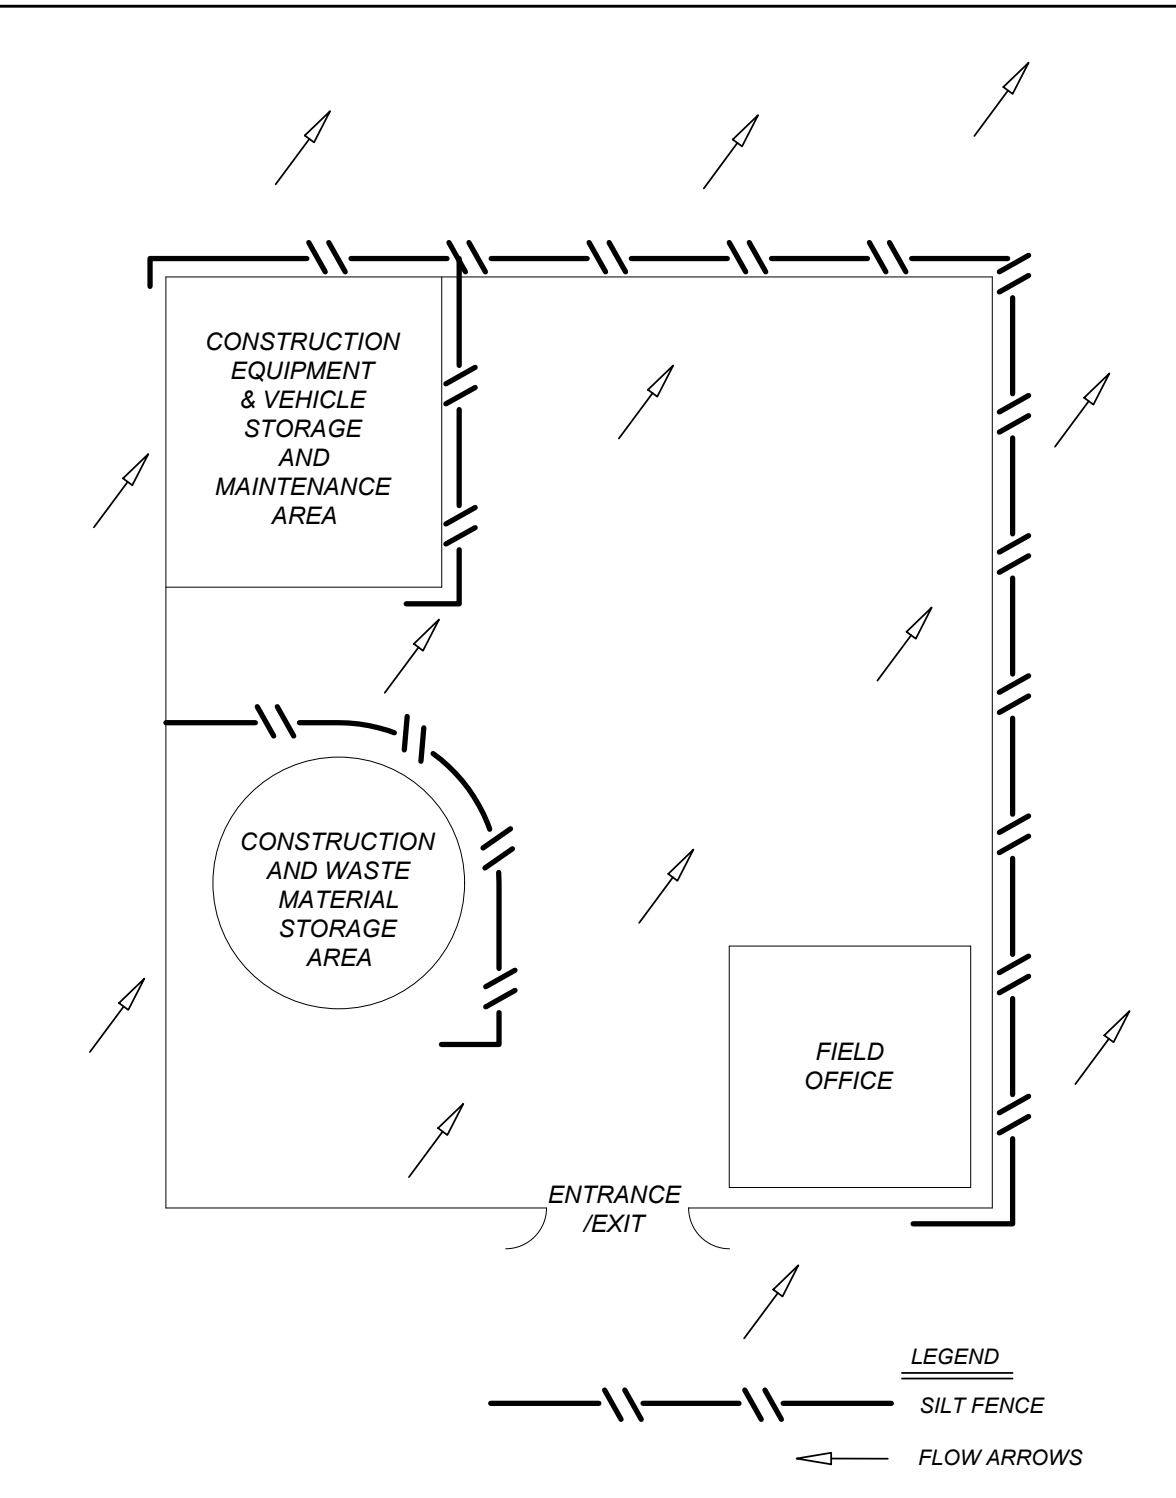 CONSTRUCTION
EQUIPMENT
& VEHICLE
STORAGE
AND
MAINTENANCE
AREA
CONSTRUCTION
AND WASTE
MATERIAL
STORAGE
AREA
FIELD
OFFICE
ENTRANCE
/EXIT
LEGEND
SILT FENCE
FLOW ARROWS